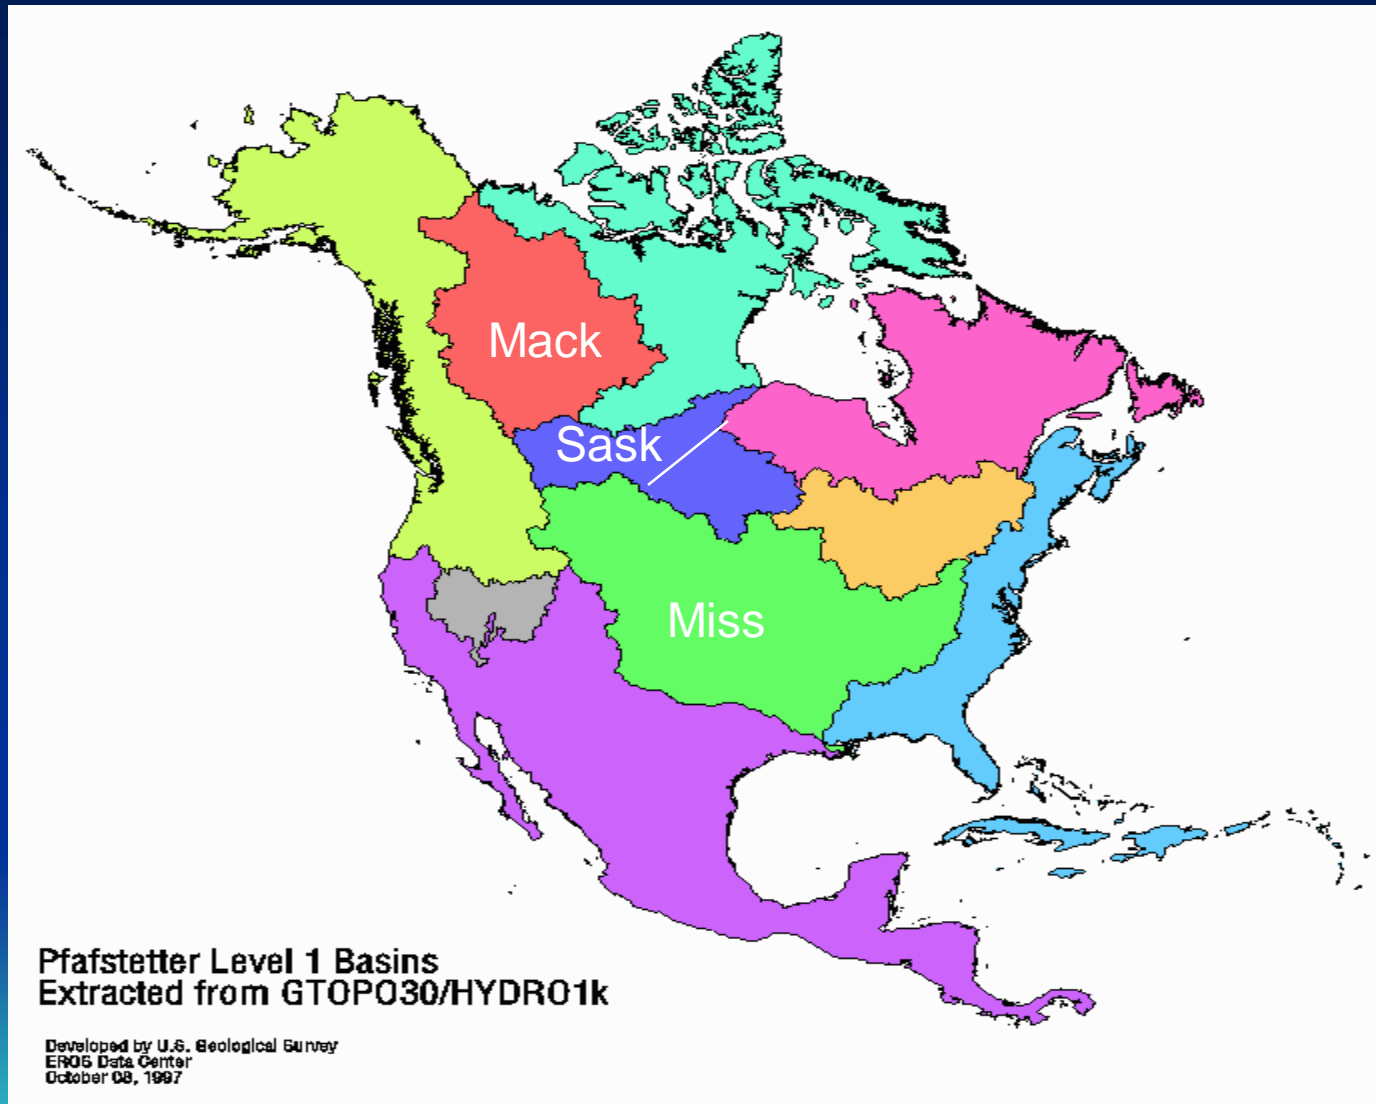 Mack
Sask
Miss
Pfafstetter Level 1 Basins
Extracted from GTOPO30/HYDRO1k
Developed by U.S. Geological Survey
EROS Data Center
October 08, 1997